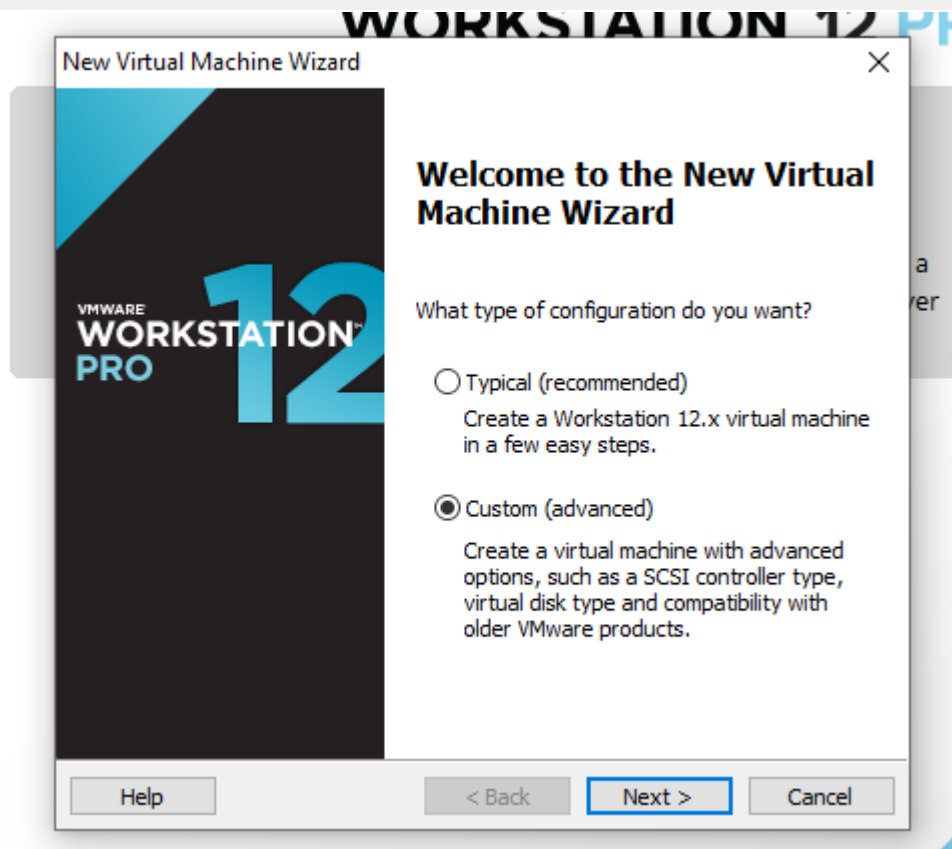 WORKSTATION 12
New Virtual Machine Wizard
Welcome to the New Virtual
Machine Wizard
a
VMWARE
WORKSTATION™
PRO
12
What type of configuration do you want?
Typical (recommended)
Create a Workstation 12.x virtual machine
in a few easy steps.
Custom (advanced)
Create a virtual machine with advanced
options, such as a SCSI controller type,
virtual disk type and compatibility with
older VMware products.
Help
< Back
Next >
Cancel